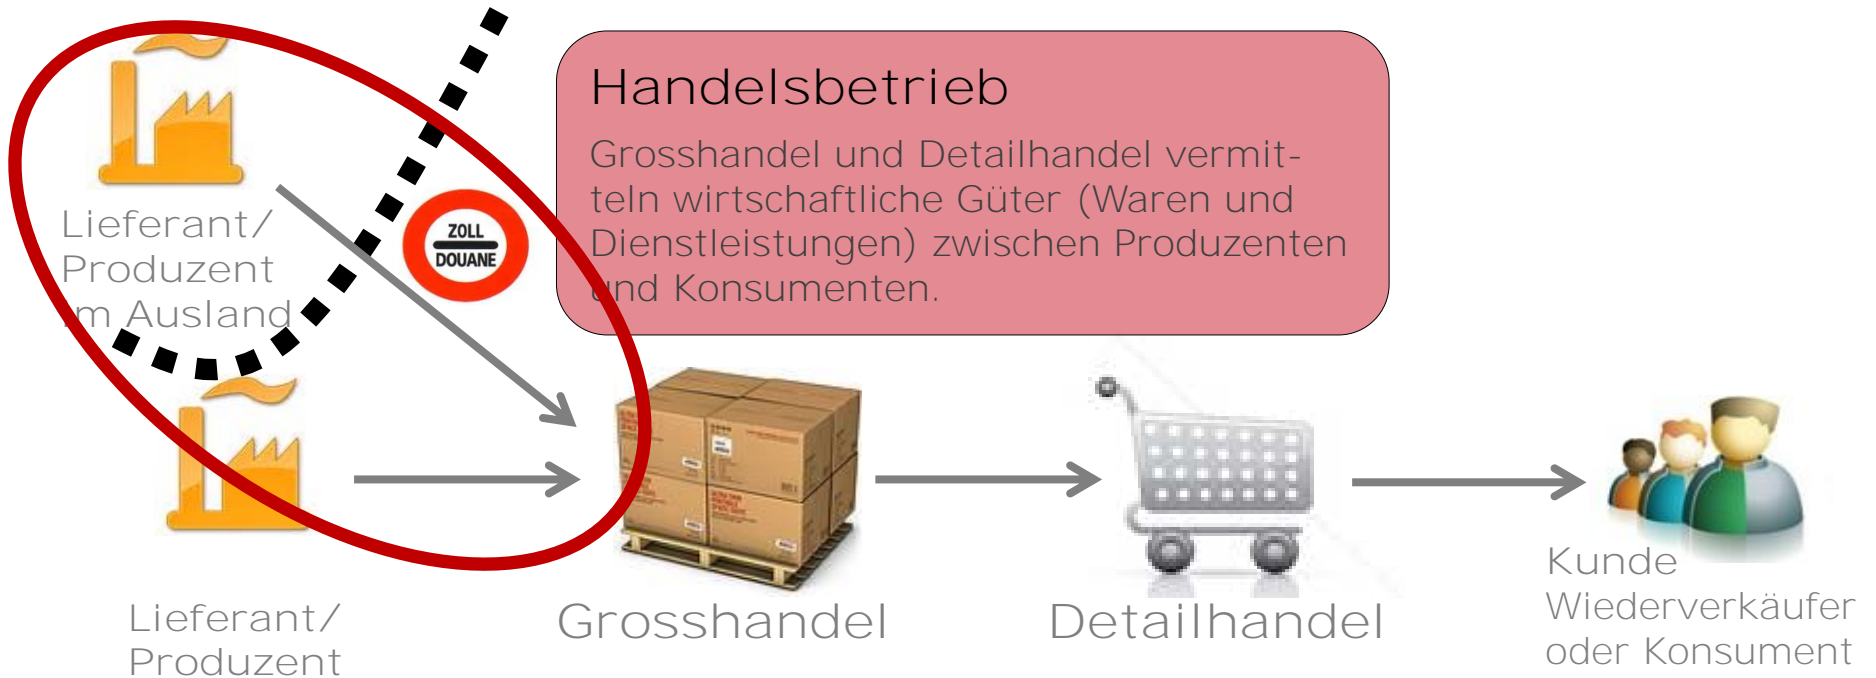 Handelsbetrieb
Grosshandel und Detailhandel vermit-
teln wirtschaftliche Güter (Waren und
Dienstleistungen) zwischen Produzenten
und Konsumenten.
Lieferant/
Produzent
im Ausland
ZOLL
DOUANE
Lieferant/
Produzent
Grosshandel
Detailhandel
Kunde
Wiederverkäufer
oder Konsument